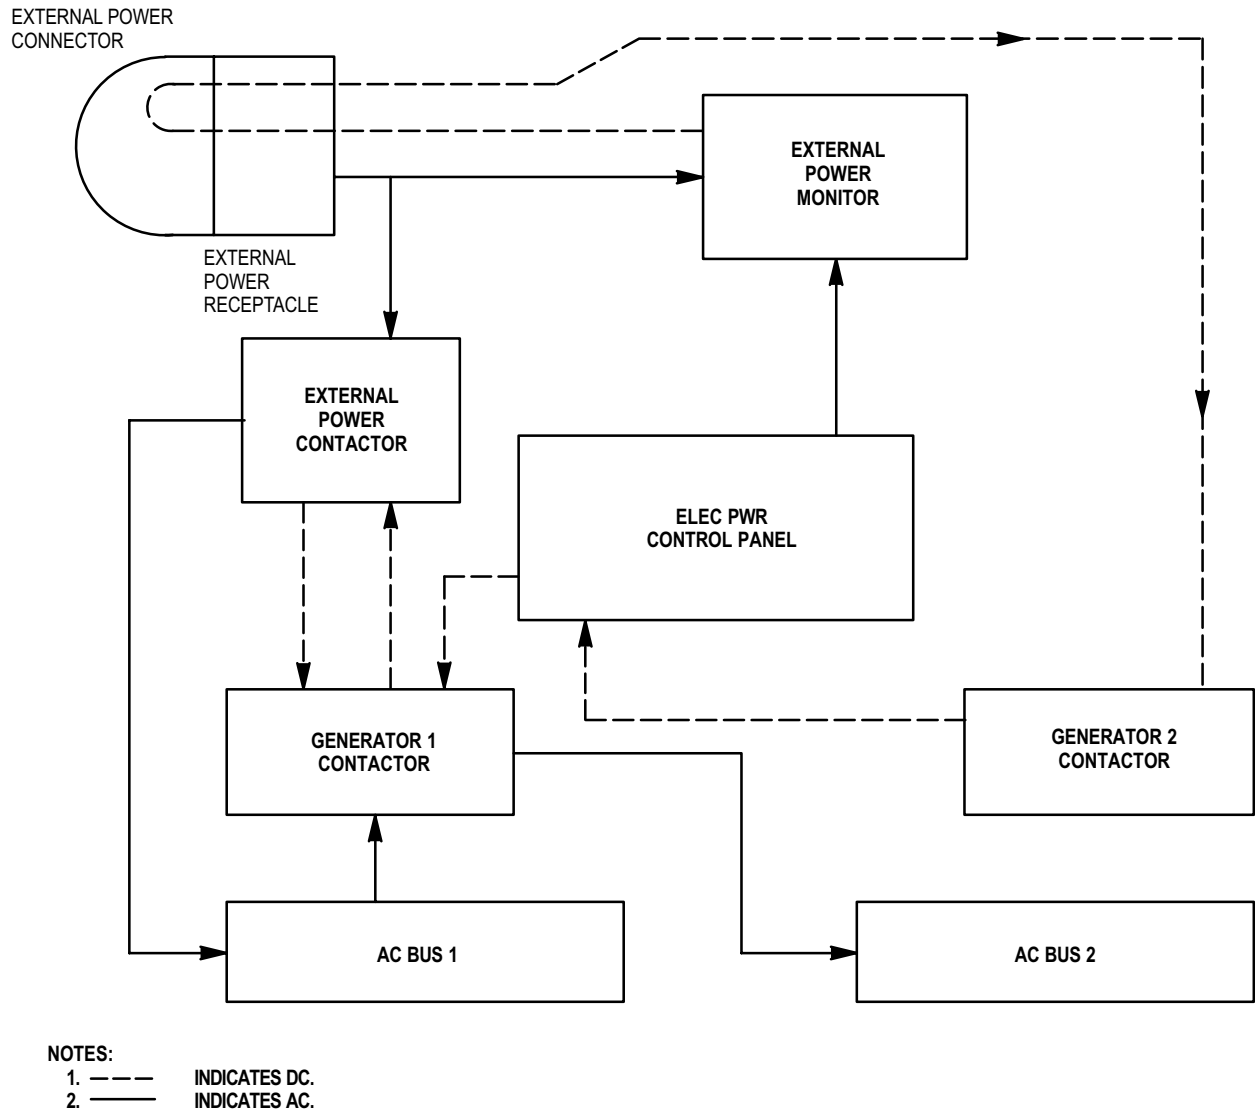 EXTERNAL POWER
CONNECTOR
EXTERNAL
POWER
MONITOR
EXTERNAL
POWER
RECEPTACLE
EXTERNAL
POWER
CONTACTOR
ELEC PWR
CONTROL PANEL
GENERATOR 1
CONTACTOR
GENERATOR 2
CONTACTOR
AC BUS 1
AC BUS 2
NOTES:
1. INDICATES DC.
2. INDICATES AC.